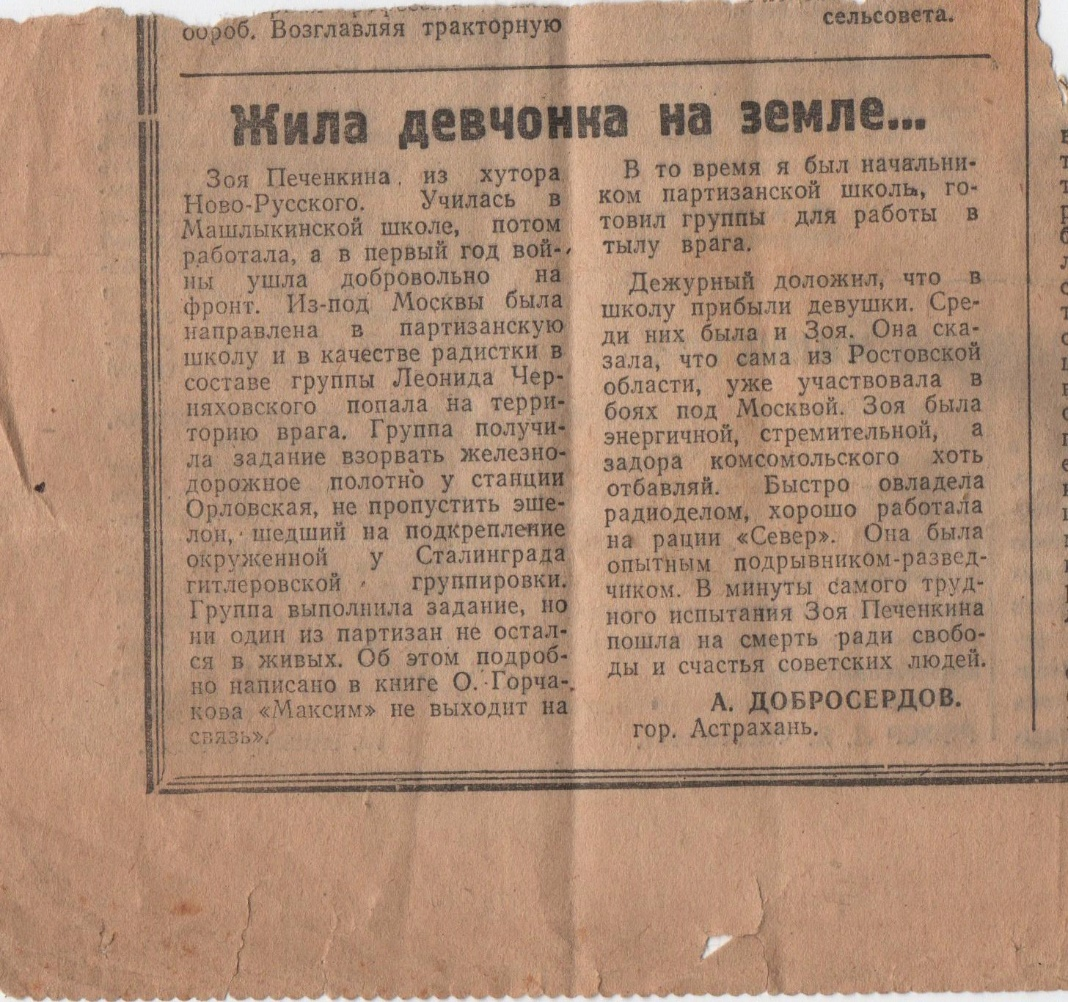 бороб. Возглавляя тракторную
сельсовета.
Жила девчонка на земле...
Зоя Печенкина из хутора
Ново-Русского. Училась в
Машлыкинской школе, потом
работала, а в первый год вой-
ны ушла добровольно на
фронт. Из-под Москвы была
направлена в партизанскую
школу и в качестве радистки в
составе группы Леонида Чер-
няховского попала на терри-
торию врага. Группа получи-
ла задание взорвать железно-
дорожное полотно у станции
Орловская, не пропустить эше-
лон, шедший на подкрепление
окруженной у Сталинграда
гитлеровской группировки.
Группа выполнила задание, но
ни один из партизан не остал-
ся в живых. Об этом подроб-
но написано в книге О. Горча-
кова «Максим» не выходит на
связь».
В то время я был начальни-
ком партизанской школы, го-
товил группы для работы в
тылу врага.
Дежурный доложил, что в
школу прибыли девушки. Сре-
ди них была и Зоя. Она ска-
зала, что сама из Ростовской
области, уже участвовала в
боях под Москвой. Зоя была
энергичной, стремительной, а
задора комсомольского хоть
отбавляй. Быстро овладела
радиоделом, хорошо работала
на рации «Север». Она была
опытным подрывником-развед-
чиком. В минуты самого труд-
ного испытания Зоя Печенкина
пошла на смерть ради свобо-
ды и счастья советских людей.
А. ДОБРОСЕРДОВ.
гор. Астрахань.